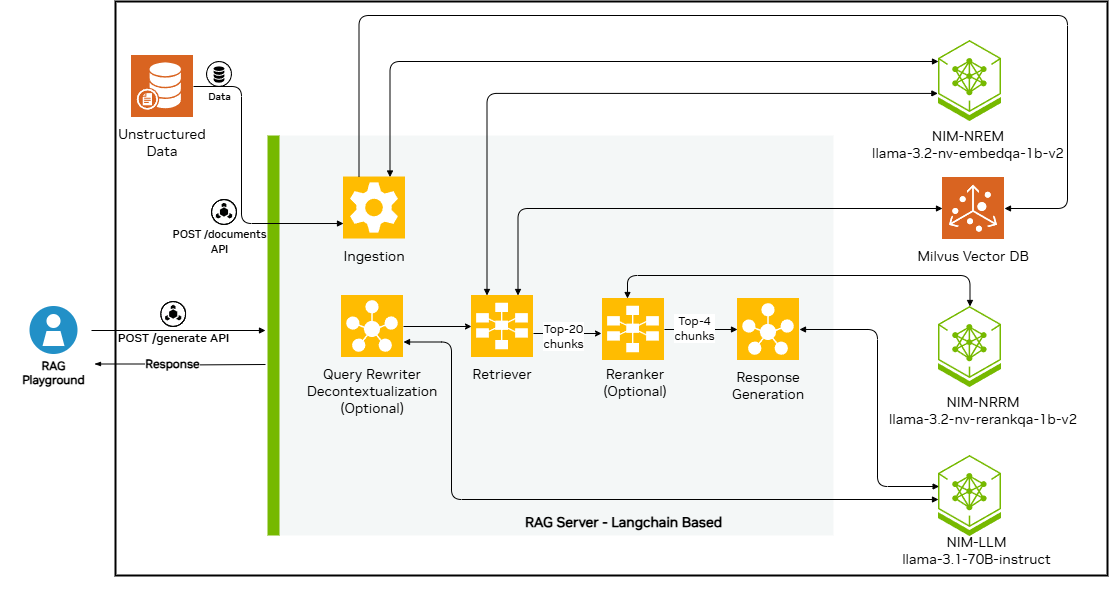 Data
Unstructured
Data
NIM-NREM
llama-3.2-nv-embedqa-1b-v2
POST /documents
API
Ingestion
Milvus Vector DB
POST /generate API
Response
RAG
Playground
Top-20
chunks
Top-4
chunks
Query Rewriter
Decontextualization
(Optional)
Retriever
Reranker
(Optional)
Response
Generation
NIM-NRRM
llama-3.2-nv-rerankqa-1b-v2
RAG Server - Langchain Based
NIM-LLM
llama-3.1-70B-instruct